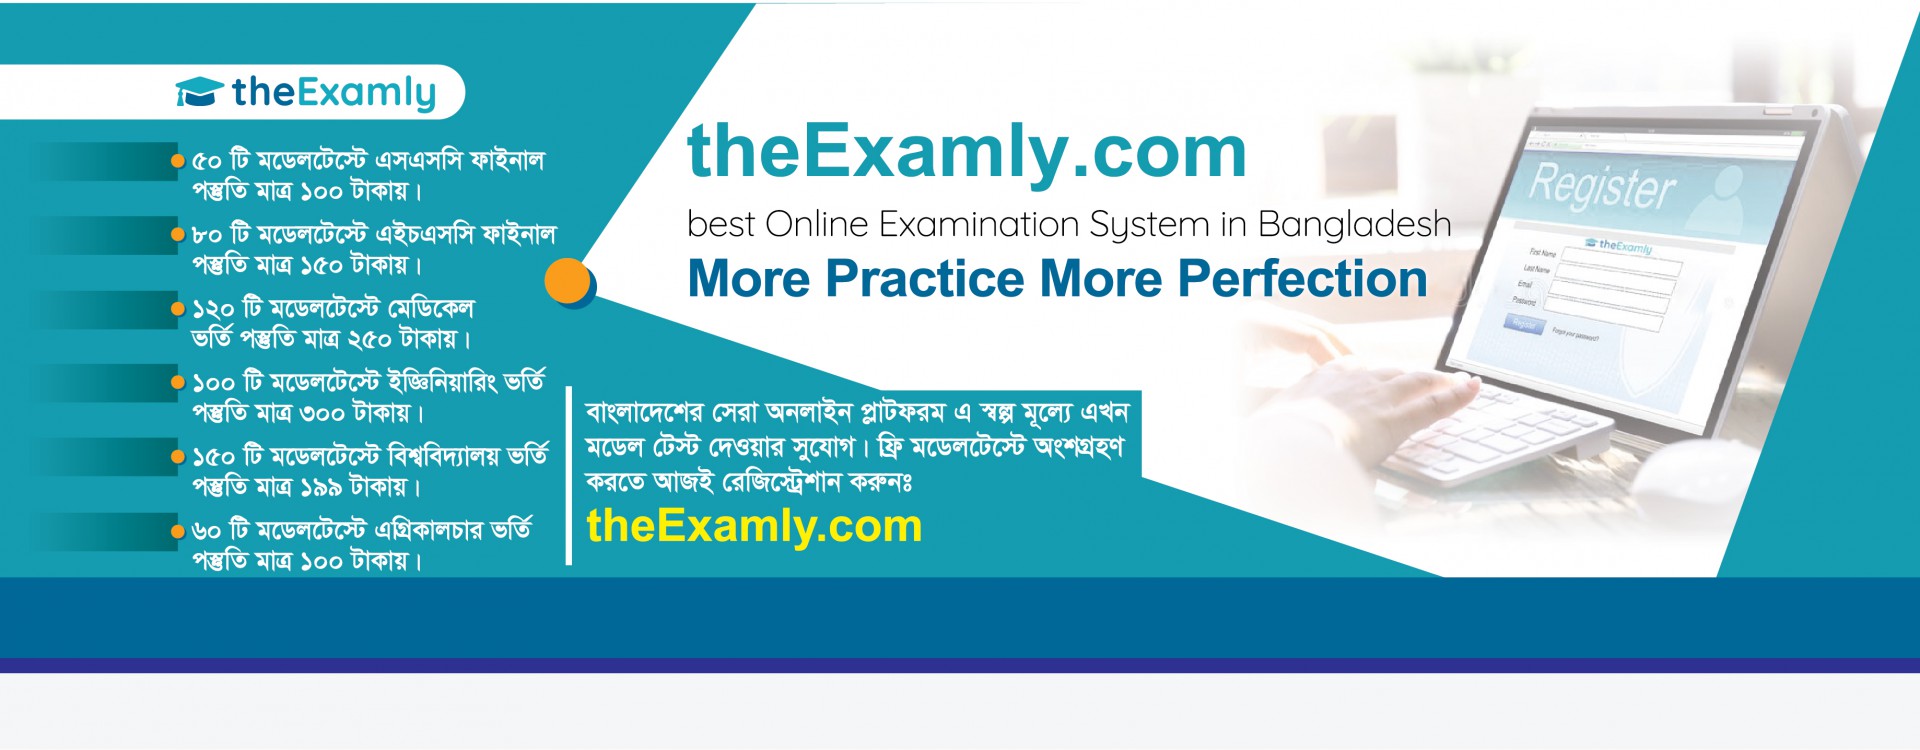 theExamly
৫০ টি মডেলটেস্টে এসএসসি ফাইনাল
পস্তুতি মাত্র ১০০ টাকায়।
৮০ টি মডেলটেস্টে এইচএসসি ফাইনাল
পস্তুতি মাত্র ১৫০ টাকায়।
১২০ টি মডেলটেস্টে মেডিকেল
ভর্তি পস্তুতি মাত্র ২৫০ টাকায়।
১০০ টি মডেলটেস্টে ইঞ্জিনিয়ারিং ভর্তি
পস্তুতি মাত্র ৩০০ টাকায়।
১৫০ টি মডেলটেস্টে বিশ্ববিদ্যালয় ভর্তি
পস্তুতি মাত্র ১৯৯ টাকায়।
৬০ টি মডেলটেস্টে এগ্রিকালচার ভর্তি
পস্তুতি মাত্র ১০০ টাকায়।
theExamly.com
best Online Examination System in Bangladesh
More Practice More Perfection
বাংলাদেশের সেরা অনলাইন প্লাটফরম এ স্বল্প মূল্যে এখন
মডেল টেস্ট দেওয়ার সুযোগ। ফ্রি মডেলটেস্টে অংশগ্রহণ
করতে আজই রেজিস্ট্রেশান করুনঃ
theExamly.com
Register
theExamly
First Name
Last Name
Email
Password
Register
Forgot your password?